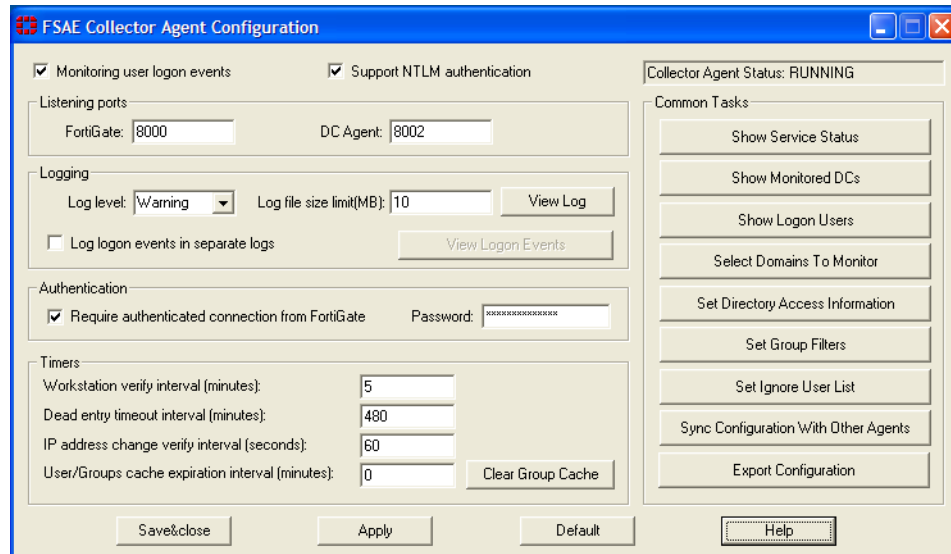 FSAE Collector Agent Configuration
Monitoring user logon events
Support NTLM authentication
Collector Agent Status: RUNNING
Listening ports
FortiGate: 8000
DC Agent: 8002
Logging
Log level: Warning
Log file size limit(MB): 10
View Log
Log logon events in separate logs
View Logon Events
Authentication
Require authenticated connection from FortiGate
Password: **************
Timers
Workstation verify interval (minutes): 5
Dead entry timeout interval (minutes): 480
IP address change verify interval (seconds): 60
User/Groups cache expiration interval (minutes): 0
Clear Group Cache
Common Tasks
Show Service Status
Show Monitored DCs
Show Logon Users
Select Domains To Monitor
Set Directory Access Information
Set Group Filters
Set Ignore User List
Sync Configuration With Other Agents
Export Configuration
Save&close
Apply
Default
Help